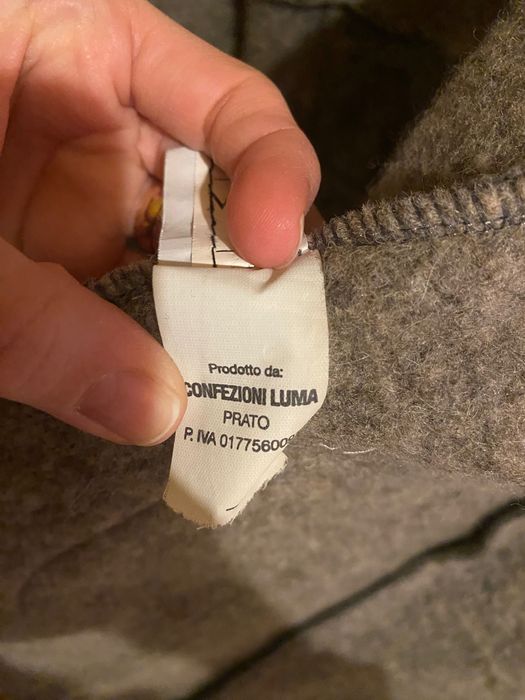 Prodotto da:
CONFEZIONI LUMA
PRATO
P. IVA 01775600